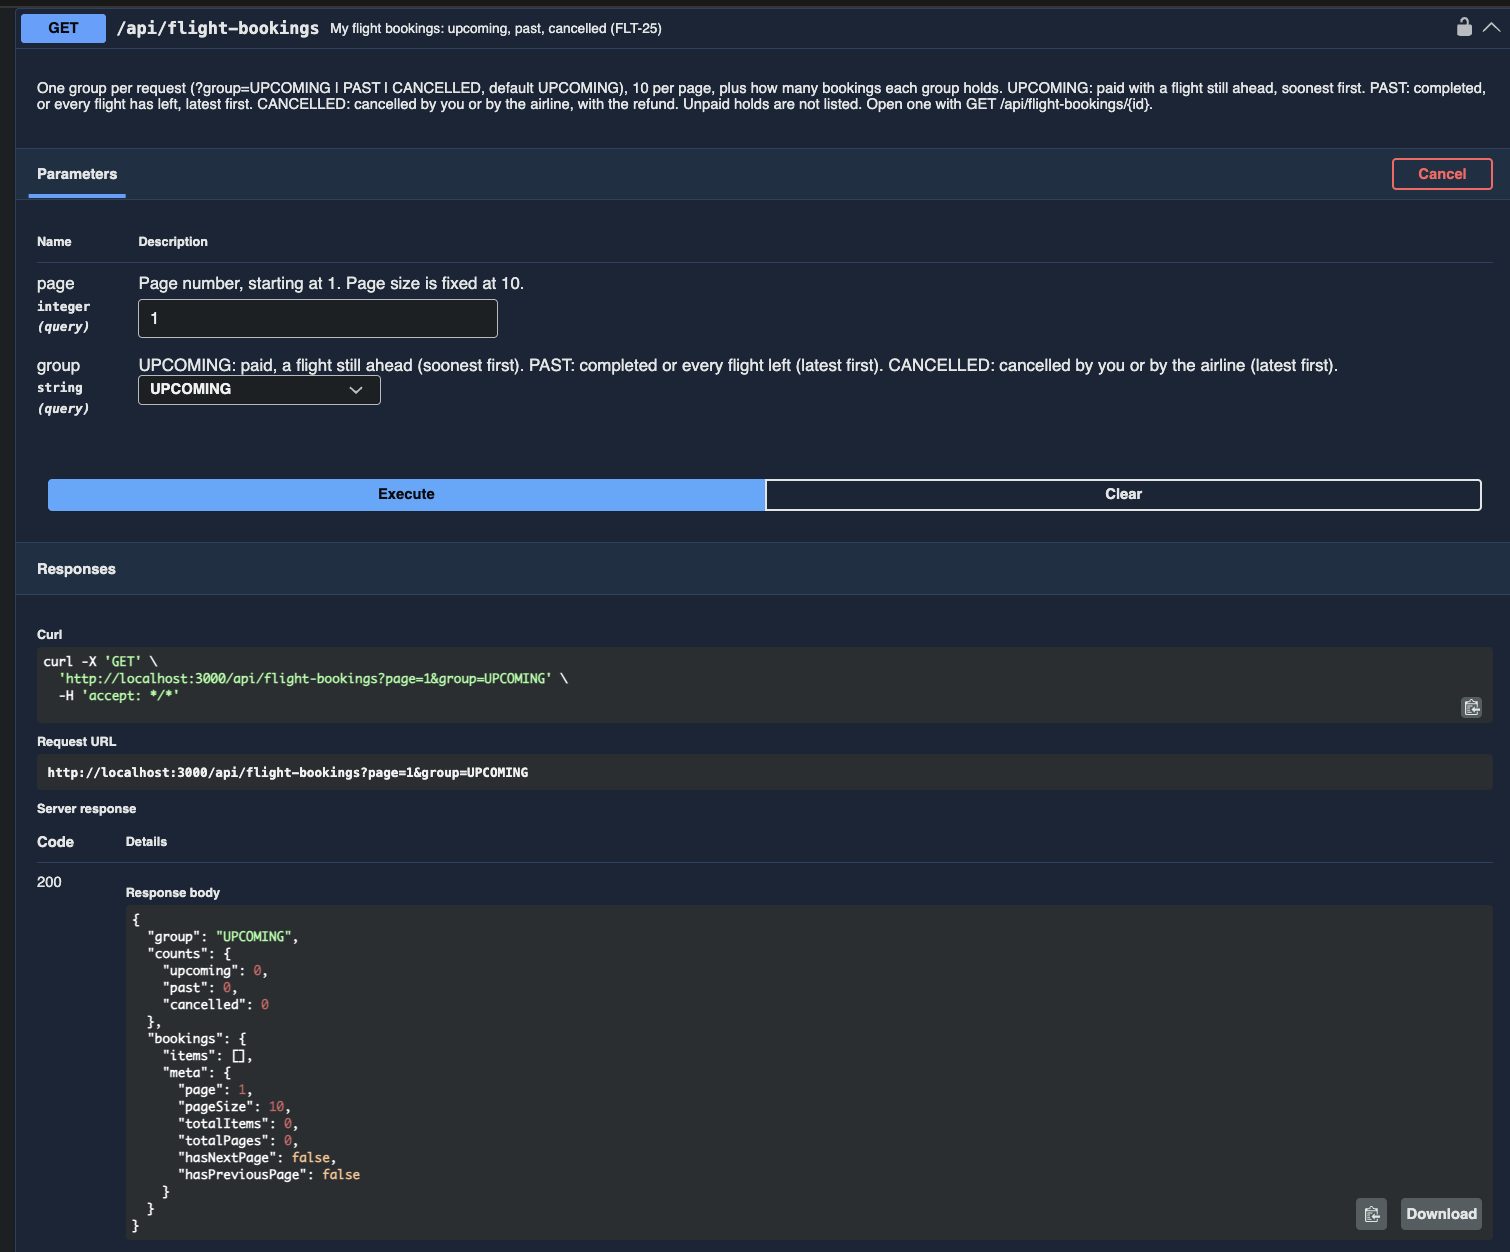 GET /api/flight-bookings My flight bookings: upcoming, past, cancelled (FLT-25)
One group per request (?group=UPCOMING | PAST | CANCELLED, default UPCOMING), 10 per page, plus how many bookings each group holds. UPCOMING: paid with a flight still ahead, soonest first. PAST: completed,
or every flight has left, latest first. CANCELLED: cancelled by you or by the airline, with the refund. Unpaid holds are not listed. Open one with GET /api/flight-bookings/{id}.
Parameters Cancel
Name Description
page Page number, starting at 1. Page size is fixed at 10.
integer
(query) 1
group UPCOMING: paid, a flight still ahead (soonest first). PAST: completed or every flight left (latest first). CANCELLED: cancelled by you or by the airline (latest first).
string UPCOMING
(query)
Execute Clear
Responses
Curl
curl -X 'GET' \
  'http://localhost:3000/api/flight-bookings?page=1&group=UPCOMING' \
  -H 'accept: */*'
Request URL
http://localhost:3000/api/flight-bookings?page=1&group=UPCOMING
Server response
Code Details
200
Response body
{
  "group": "UPCOMING",
  "counts": {
    "upcoming": 0,
    "past": 0,
    "cancelled": 0
  },
  "bookings": {
    "items": [],
    "meta": {
      "page": 1,
      "pageSize": 10,
      "totalItems": 0,
      "totalPages": 0,
      "hasNextPage": false,
      "hasPreviousPage": false
    }
  }
}
Download